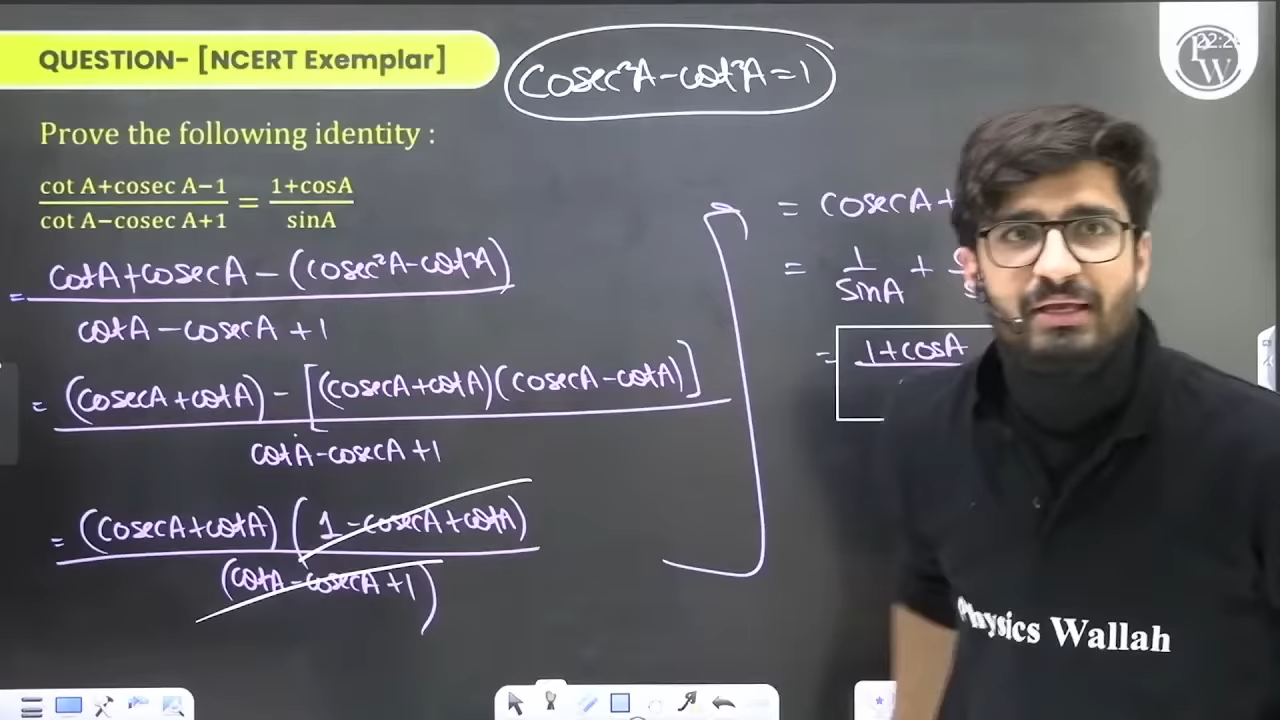 QUESTION- [NCERT Exemplar]
cosec²A-cot²A=1
Prove the following identity :
cot A+cosec A−1 / cot A−cosec A+1 = 1+cosA / sinA
= cotA+cosecA - (cosec²A-cot²A) / cotA-cosecA+1
= (cosecA+cotA) - [(cosecA+cotA)(cosecA-cotA)] / cotA-cosecA+1
= (cosecA+cotA) (1-cosecA+cotA) / (cotA-cosecA+1)
= cosecA+
= 1/sinA +
= 1+cosA
PW
Physics Wallah